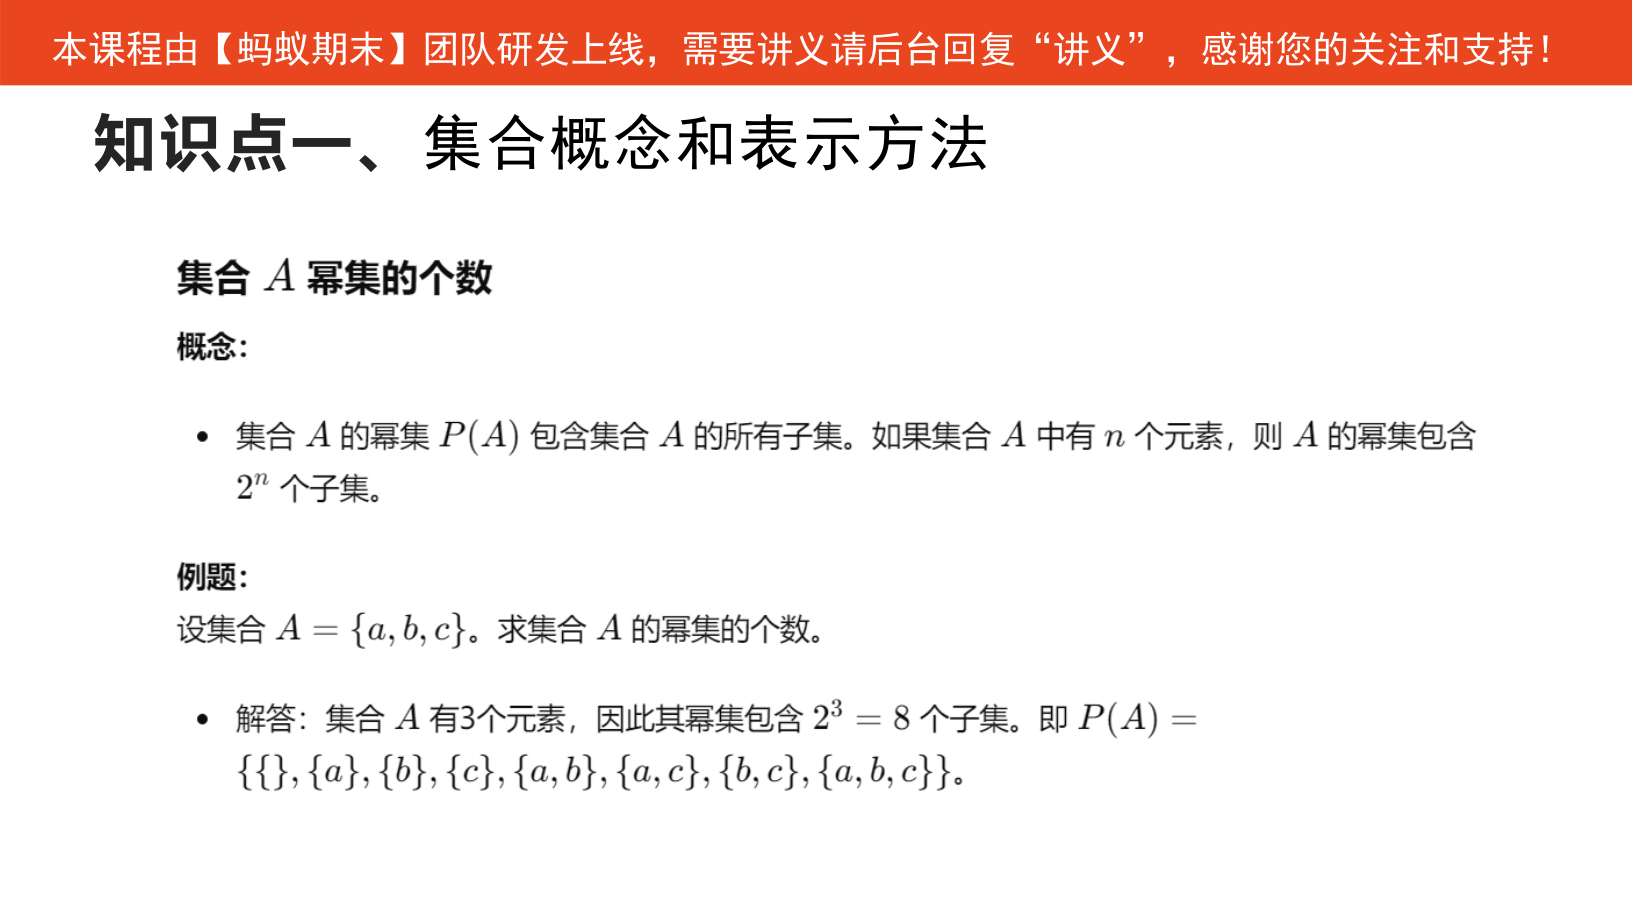 本课程由【蚂蚁期末】团队研发上线，需要讲义请后台回复“讲义”，感谢您的关注和支持！
知识点一、集合概念和表示方法
集合 A 幂集的个数
概念：
• 集合 A 的幂集 P(A) 包含集合 A 的所有子集。如果集合 A 中有 n 个元素，则 A 的幂集包含
2ⁿ 个子集。
例题：
设集合 A = {a, b, c}。求集合 A 的幂集的个数。
• 解答：集合 A 有3个元素，因此其幂集包含 2³ = 8 个子集。即 P(A) =
{{}, {a}, {b}, {c}, {a, b}, {a, c}, {b, c}, {a, b, c}}。